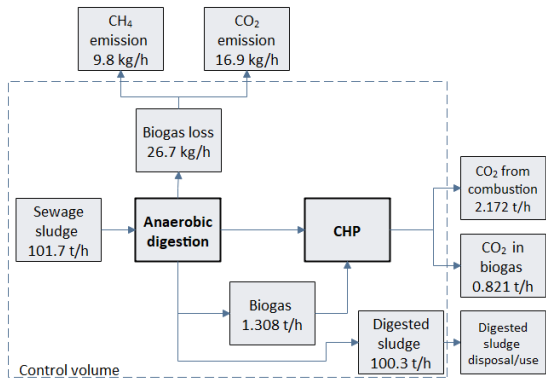 CH₄
emission
9.8 kg/h
CO₂
emission
16.9 kg/h
Biogas loss
26.7 kg/h
Sewage
sludge
101.7 t/h
Anaerobic
digestion
CHP
CO₂ from
combustion
2.172 t/h
CO₂ in
biogas
0.821 t/h
Biogas
1.308 t/h
Digested
sludge
100.3 t/h
Digested
sludge
disposal/use
Control volume